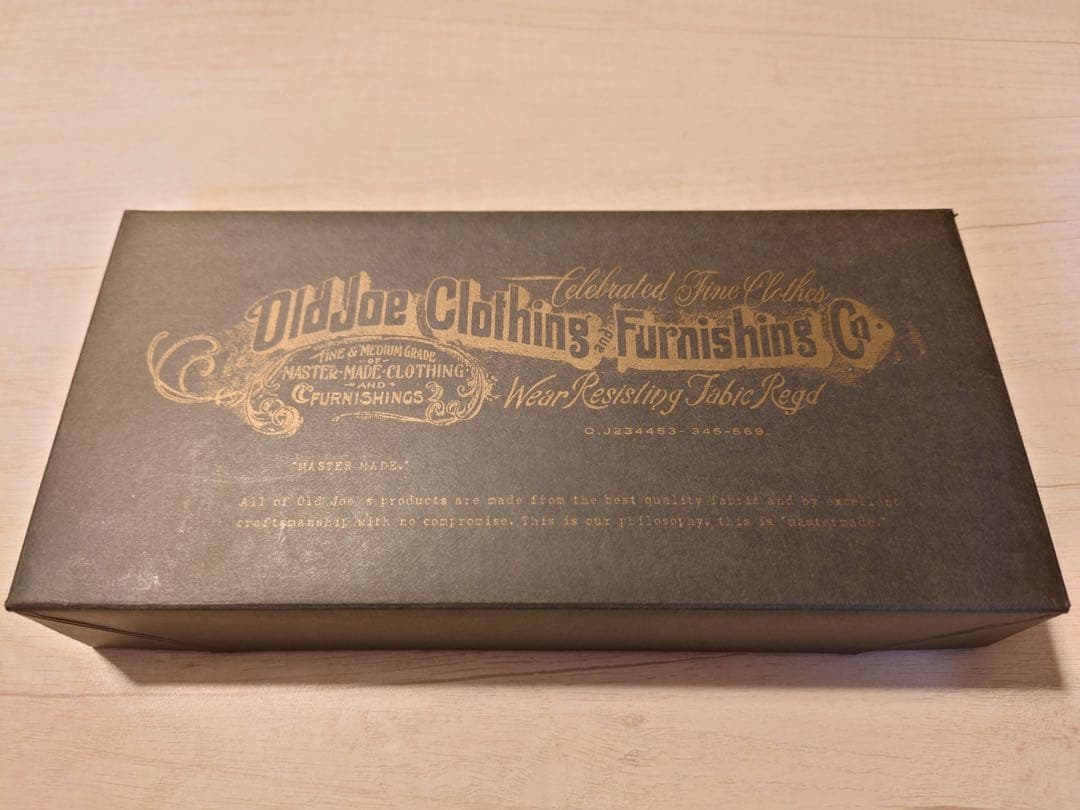 Celebrated Fine Clothes
Old Joe Clothing and Furnishing Co
FINE & MEDIUM GRADE
OF
MASTER-MADE-CLOTHING
AND
FURNISHINGS
Wear Resisting Fabic Regd
O.J234453-345-569.
"MASTER MADE."
All of Old Joe's products are made from the best quality fabric and by excellent
craftsmanship with no compromise. This is our philosophy, this is "mastermade."